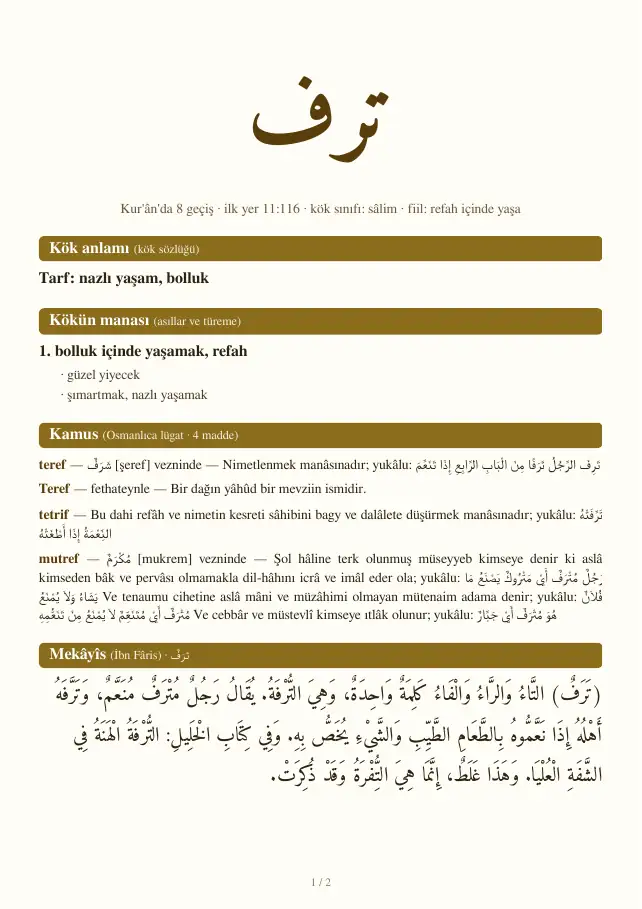 ترف
Kur'ân'da 8 geçiş · ilk yer 11:116 · kök sınıfı: sâlim · fiil: refah içinde yaşa
Kök anlamı (kök sözlüğü)
Tarf: nazlı yaşam, bolluk
Kökün manası (asıllar ve türeme)
1. bolluk içinde yaşamak, refah
· güzel yiyecek
· şımartmak, nazlı yaşamak
Kamus (Osmanlıca lügat · 4 madde)
teref — شَرَفٌ [şeref] vezninde — Nimetlenmek manâsınadır; yukâlu: تَرِفَ الرَّجُلُ تَرَفًا مِنَ الْبَابِ الرَّابِعِ إِذَا تَنَعَّمَ
Teref — fethateynle — Bir dağın yâhûd bir mevziin ismidir.
tetrif — Bu dahi refâh ve nimetin kesreti sâhibini bagy ve dalâlete düşürmek manâsınadır; yukâlu: تَرَّفَتْهُ
النِّعْمَةُ إِذَا أَطْغَتْهُ
mutref — مُكْرَمٌ [mukrem] vezninde — Şol hâline terk olunmuş müseyyeb kimseye denir ki aslâ
kimseden bâk ve pervâsı olmamakla dil-hâhını icrâ ve imâl eder ola; yukâlu: رَجُلٌ مُتْرَفٌ أَيْ مَتْرُوكٌ يَصْنَعُ مَا
يَشَاءُ وَلَا يُمْنَعُ Ve tenaumu cihetine aslâ mâni ve müzâhimi olmayan mütenaim adama denir; yukâlu: فُلَانٌ
مُتْرَفٌ أَيْ مُتَنَعِّمٌ لَا يُمْنَعُ مِنْ تَنَعُّمِهِ Ve cebbâr ve müstevlî kimseye ıtlâk olunur; yukâlu: هُوَ مُتْرَفٌ أَيْ جَبَّارٌ
Mekâyîs (İbn Fâris) · تَرَفٌ
(تَرَفٌ) التَّاءُ وَالرَّاءُ وَالْفَاءُ كَلِمَةٌ وَاحِدَةٌ، وَهِيَ التُّرْفَةُ. يُقَالُ رَجُلٌ مُتْرَفٌ مُنَعَّمٌ، وَتَرَّفَهُ
أَهْلُهُ إِذَا نَعَّمُوهُ بِالطَّعَامِ الطَّيِّبِ وَالشَّيْءِ يُخَصُّ بِهِ. وَفِي كِتَابِ الْخَلِيلِ: التُّرْفَةُ الْهَنَةُ فِي
الشَّفَةِ الْعُلْيَا. وَهَذَا غَلَطٌ، إِنَّمَا هِيَ التُّفْرَةُ وَقَدْ ذُكِرَتْ.
1 / 2